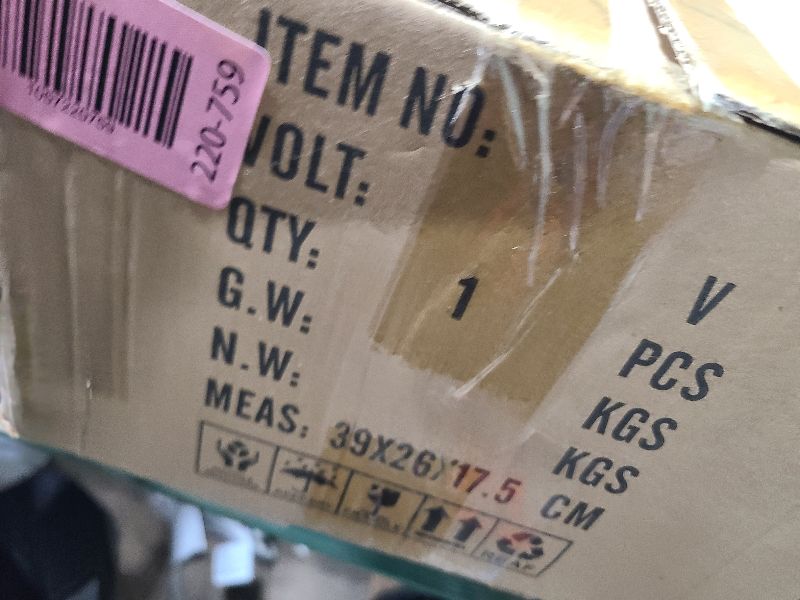 220-759
ITEM NO:
VOLT: V
QTY: 1 PCS
G.W: KGS
N.W: KGS
MEAS: 39X26X17.5 CM